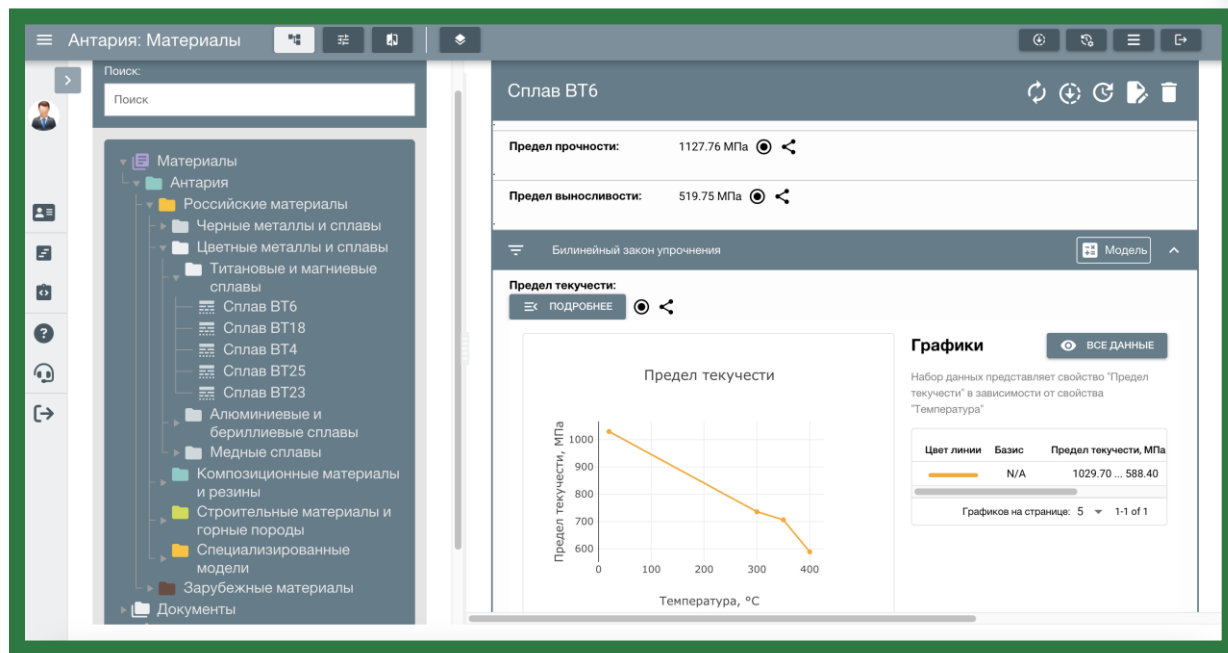 Антария: Материалы
Поиск:
Поиск
Материалы
Антария
Российские материалы
Черные металлы и сплавы
Цветные металлы и сплавы
Титановые и магниевые
сплавы
Сплав ВТ6
Сплав ВТ18
Сплав ВТ4
Сплав ВТ25
Сплав ВТ23
Алюминиевые и
бериллиевые сплавы
Медные сплавы
Композиционные материалы
и резины
Строительные материалы и
горные породы
Специализированные
модели
Зарубежные материалы
Документы
Сплав ВТ6
Предел прочности: 1127.76 МПа
Предел выносливости: 519.75 МПа
Билинейный закон упрочнения Модель
Предел текучести:
ПОДРОБНЕЕ
Предел текучести
Предел текучести, МПа
1000
900
800
700
600
0 100 200 300 400
Температура, °C
Графики ВСЕ ДАННЫЕ
Набор данных представляет свойство "Предел
текучести" в зависимости от свойства
"Температура"
Цвет линии Базис Предел текучести, МПа
N/A 1029.70 ... 588.40
Графиков на странице: 5 1-1 of 1